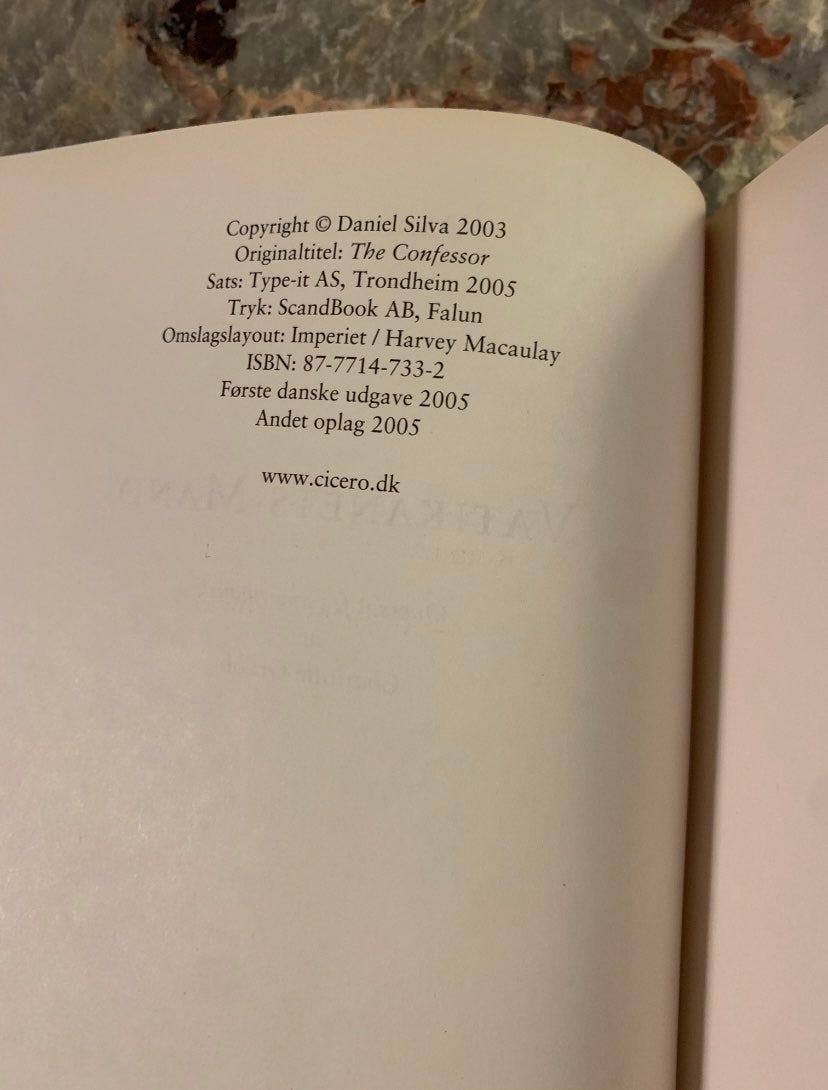 Copyright © Daniel Silva 2003
Originaltitel: The Confessor
Sats: Type-it AS, Trondheim 2005
Tryk: ScandBook AB, Falun
Omslagslayout: Imperiet / Harvey Macaulay
ISBN: 87-7714-733-2
Første danske udgave 2005
Andet oplag 2005
www.cicero.dk